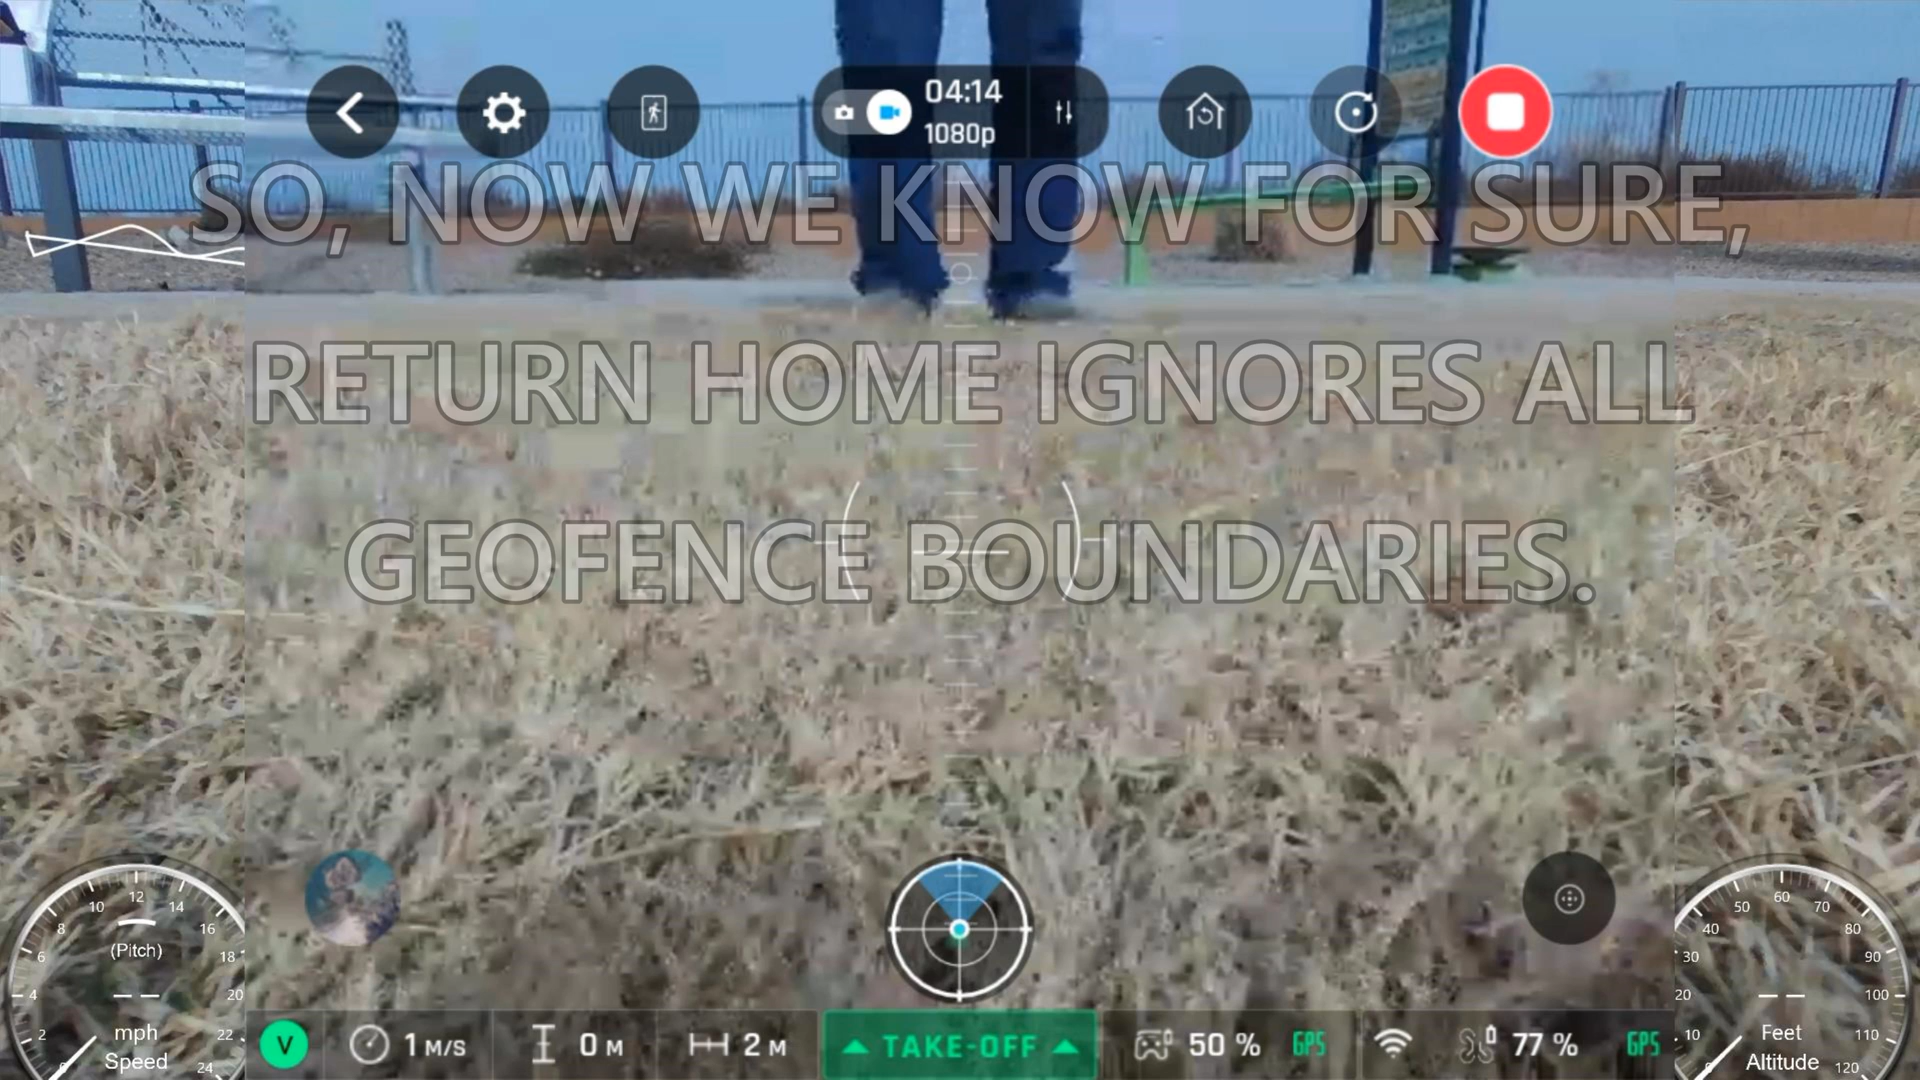 04:14
1080p
SO, NOW WE KNOW FOR SURE,
RETURN HOME IGNORES ALL
GEOFENCE BOUNDARIES.
12
10 14
8 16
(Pitch)
6 18
4 20
2 22
mph
Speed
0 24
60
50 70
40 80
30 90
20 100
10 110
Feet
Altitude
0 120
V 1 M/S 0 M 2 M TAKE-OFF 50 % GPS 77 % GPS